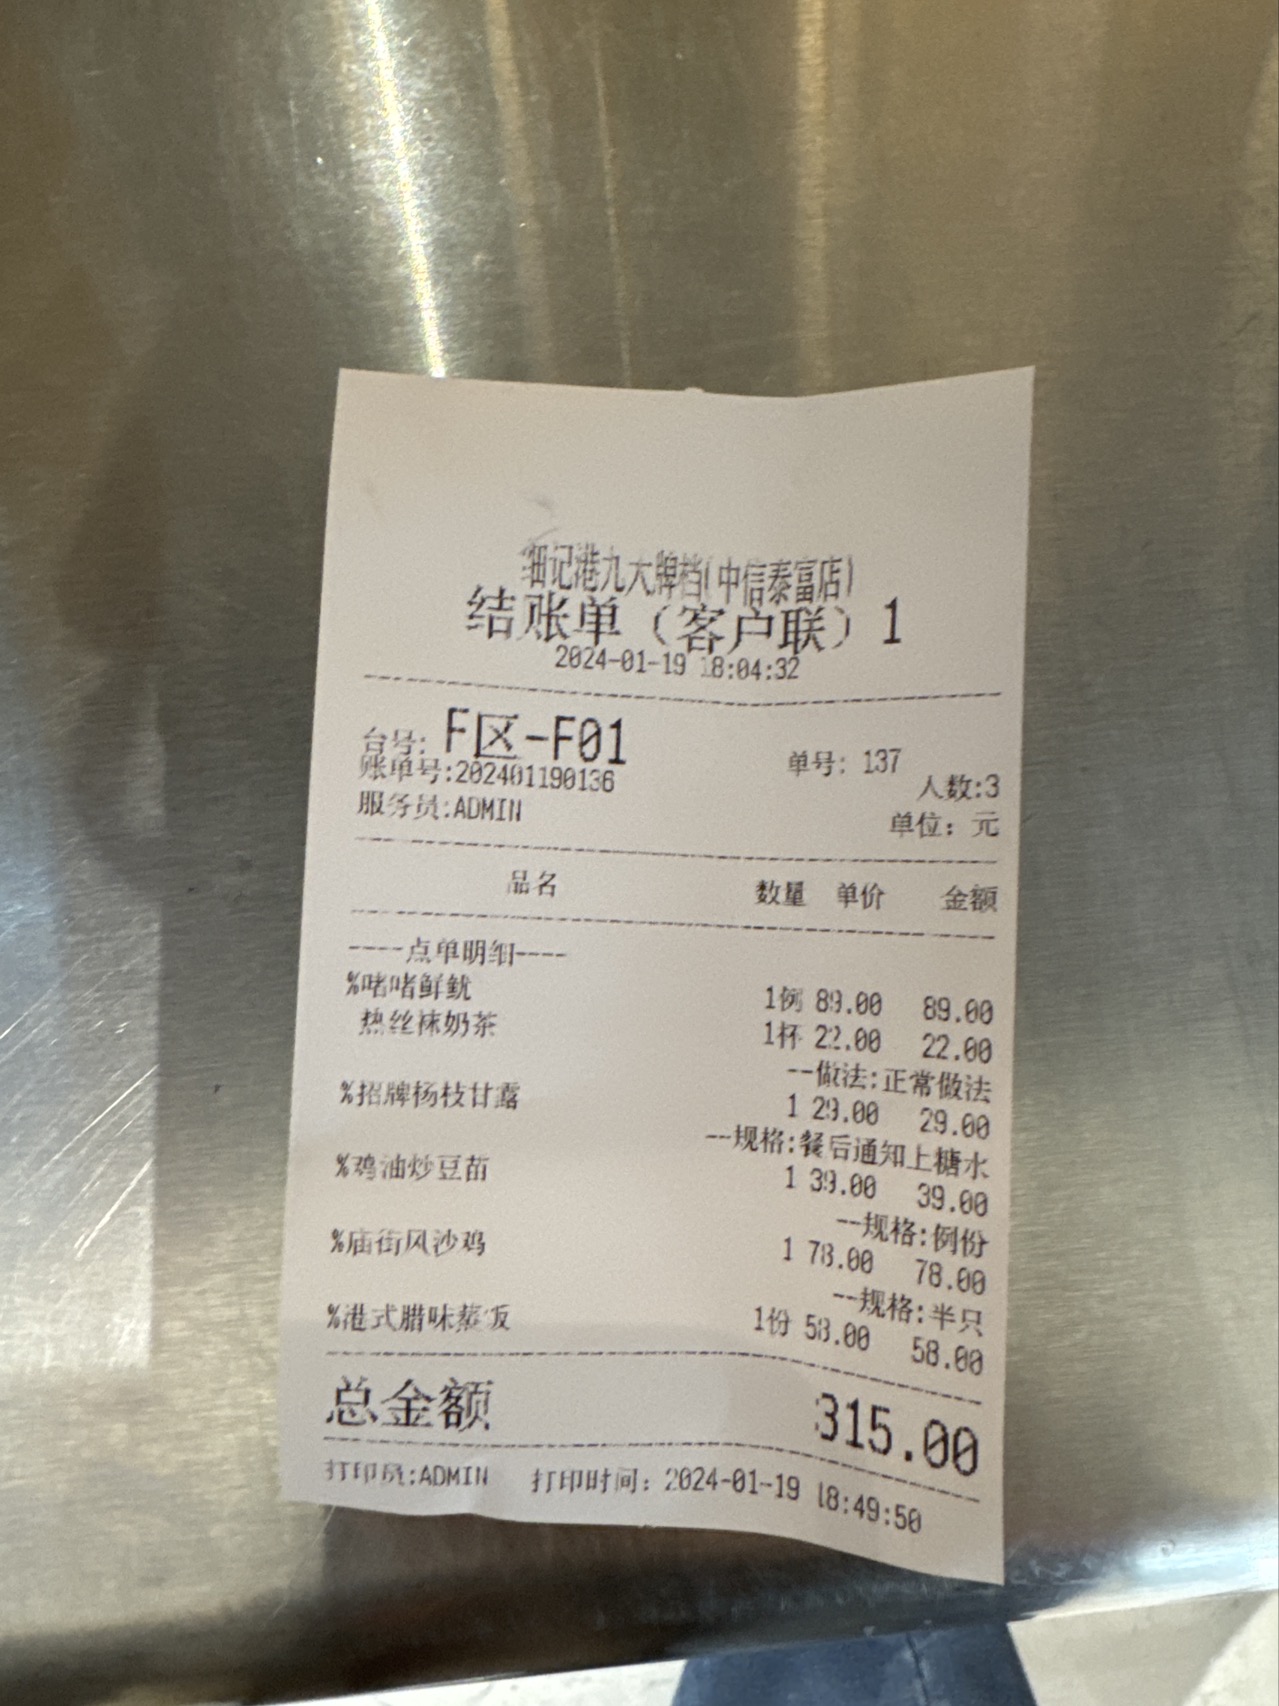 细记港九大牌档(中信泰富店)
结账单（客户联）1
2024-01-19 18:04:32
台号: F区-F01 单号: 137
账单号:202401190136 人数:3
服务员:ADMIN 单位: 元
品名 数量 单价 金额
----点单明细----
%啫啫鲜鱿 1例 89.00 89.00
热丝袜奶茶 1杯 22.00 22.00
--做法:正常做法
%招牌杨枝甘露 1 29.00 29.00
--规格:餐后通知上糖水
%鸡油炒豆苗 1 39.00 39.00
--规格:例份
%庙街风沙鸡 1 78.00 78.00
--规格:半只
%港式腊味蒸饭 1份 58.00 58.00
总金额 315.00
打印员:ADMIN 打印时间: 2024-01-19 18:49:50